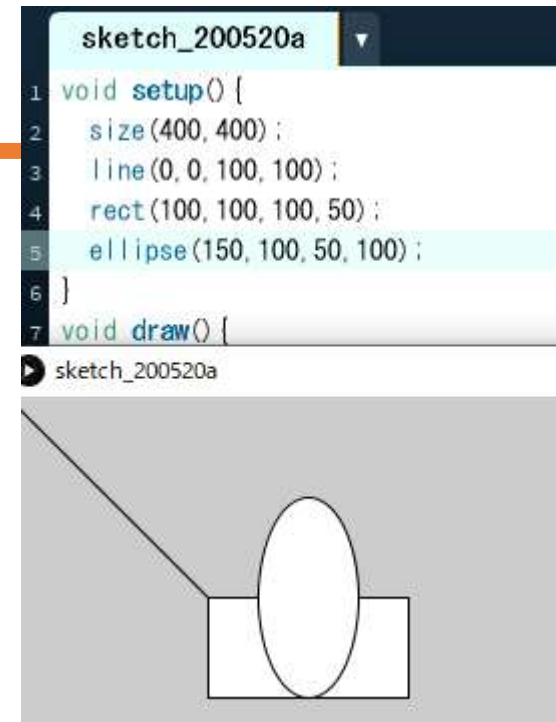 sketch_200520a ▼
1 void setup(){
2 size(400,400);
3 line(0,0,100,100);
4 rect(100,100,100,50);
5 ellipse(150,100,50,100);
6 }
7 void draw(){
sketch_200520a